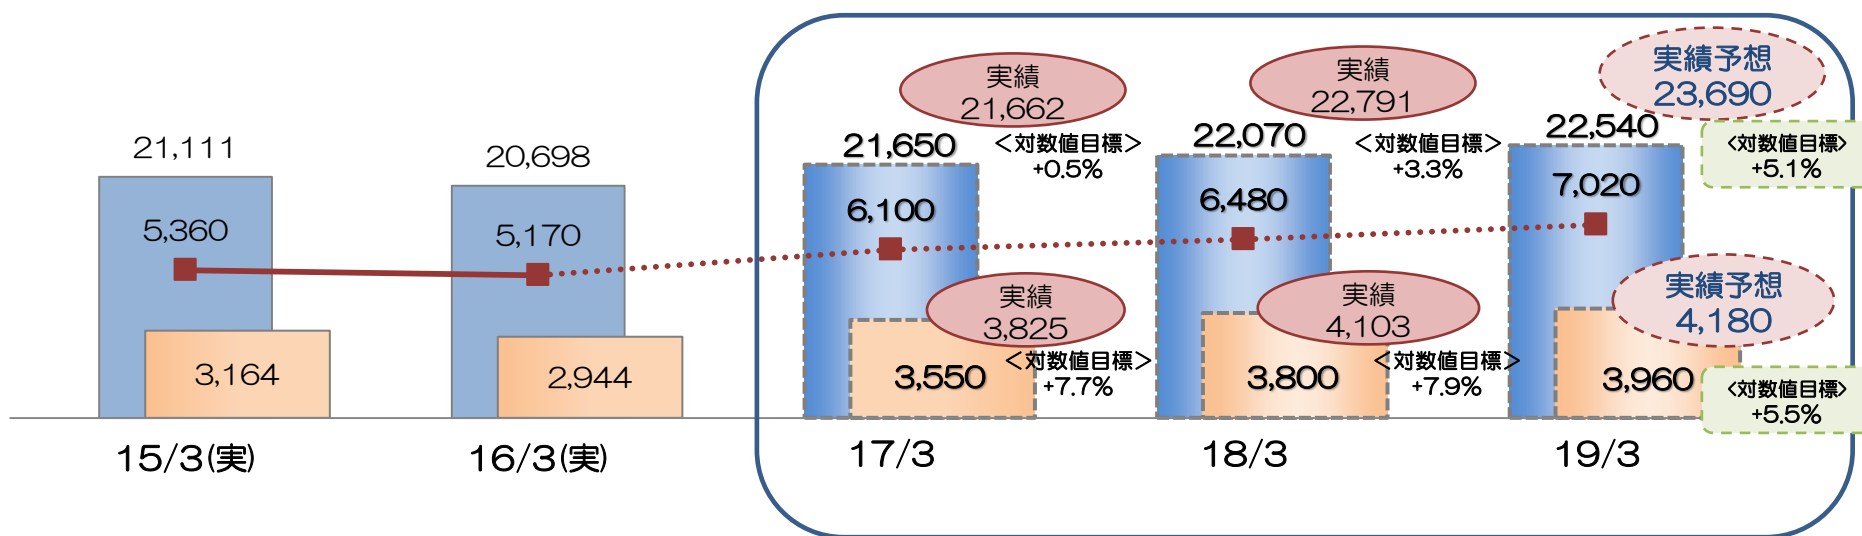 21,111
5,360
3,164
15/3(実)
20,698
5,170
2,944
16/3(実)
実績
21,662
21,650
<対数値目標>
+0.5%
6,100
実績
3,825
<対数値目標>
+7.7%
3,550
17/3
実績
22,791
22,070
<対数値目標>
+3.3%
6,480
実績
4,103
<対数値目標>
+7.9%
3,800
18/3
実績予想
23,690
22,540
<対数値目標>
+5.1%
7,020
実績予想
4,180
3,960
<対数値目標>
+5.5%
19/3